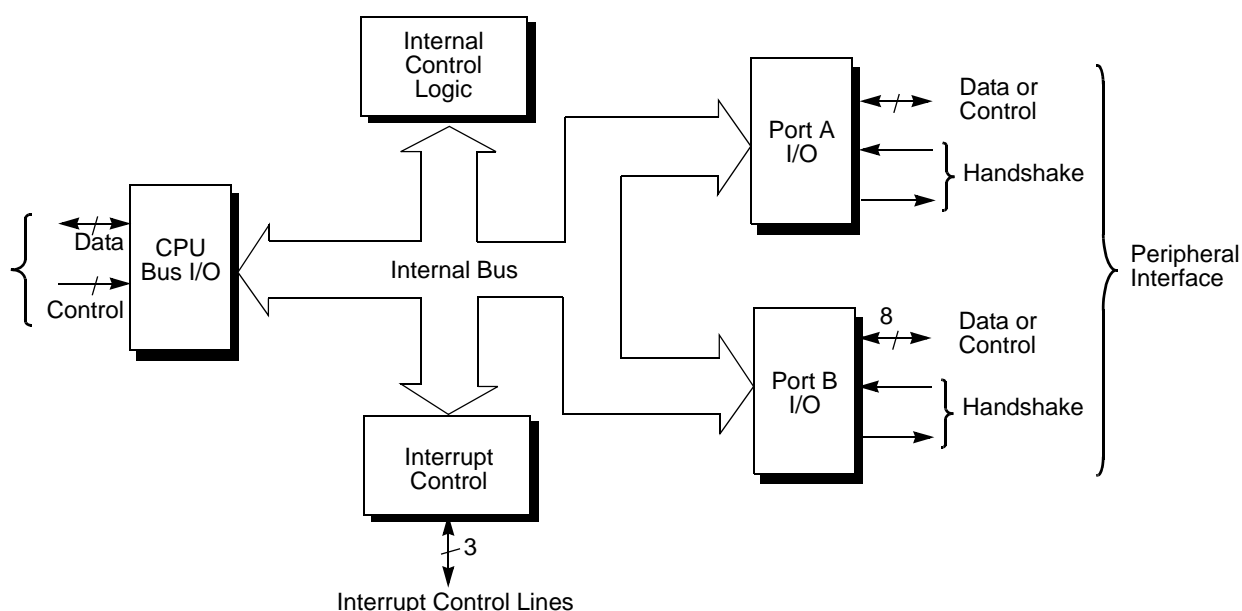 Internal
Control
Logic
Port A
I/O
Data or
Control
Handshake
Data
Control
CPU
Bus I/O
Internal Bus
Peripheral
Interface
Port B
I/O
8
Data or
Control
Handshake
Interrupt
Control
3
Interrupt Control Lines